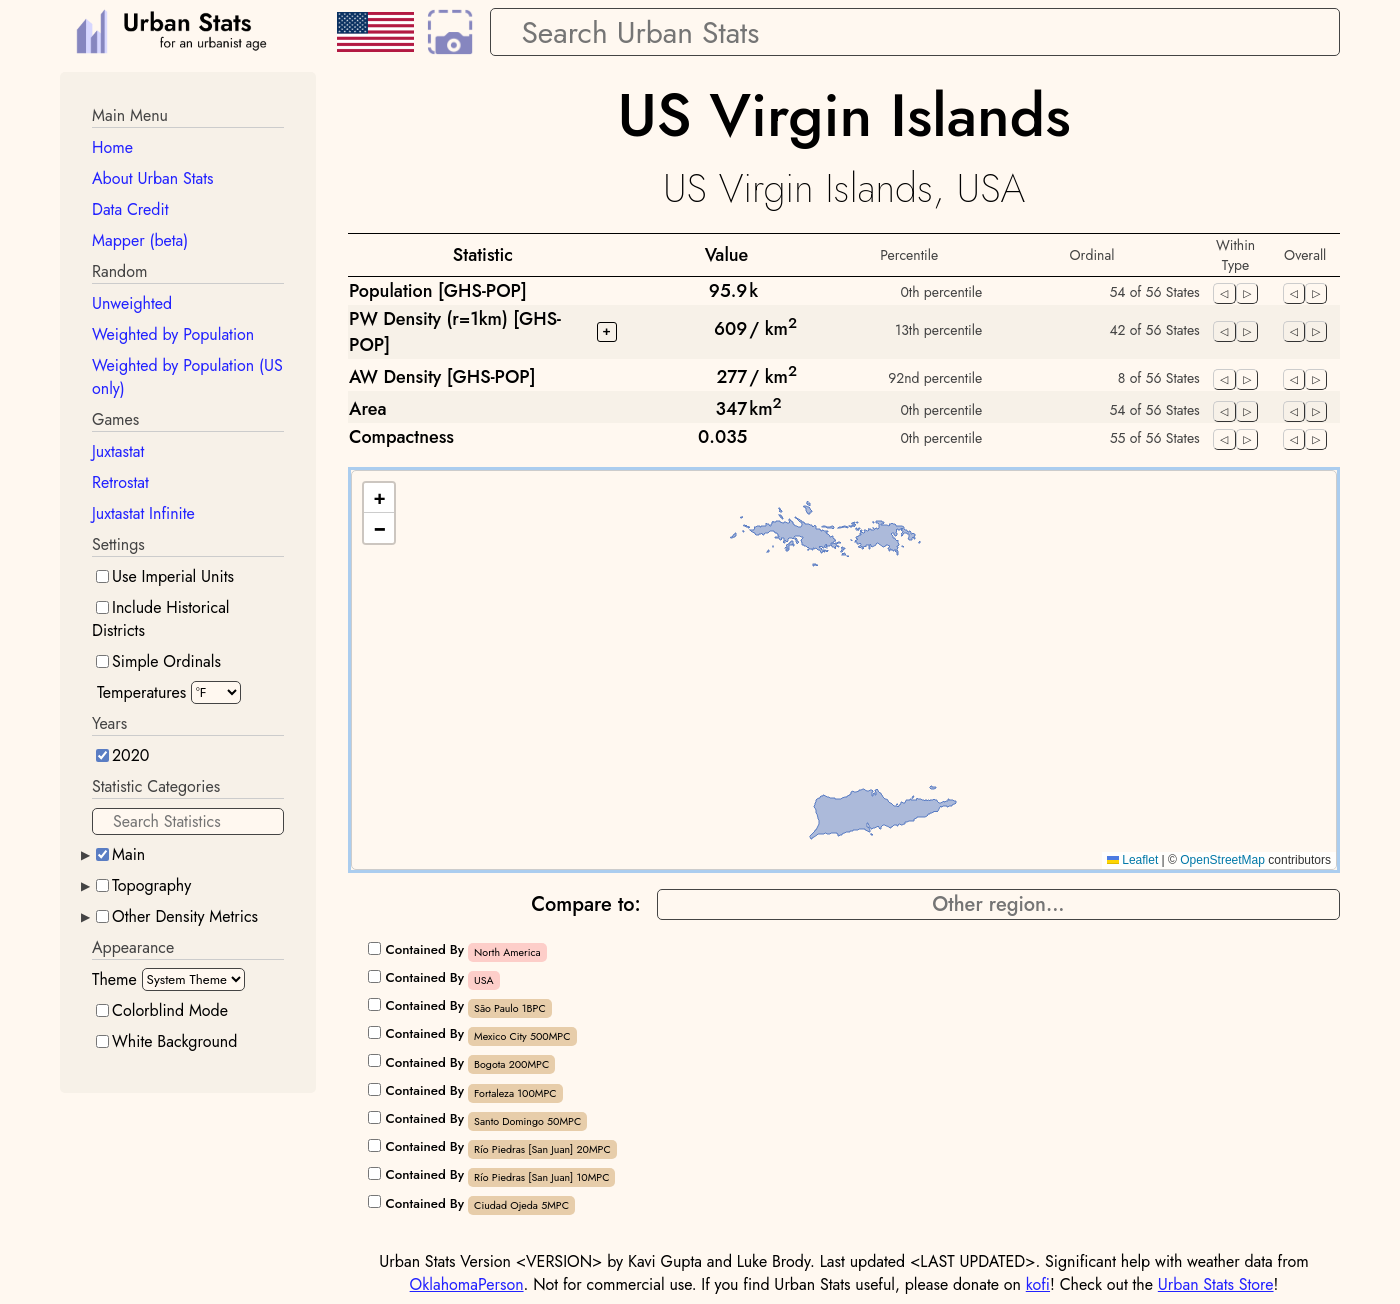 Urban Stats
for an urbanist age
Search Urban Stats
Main Menu
Home
About Urban Stats
Data Credit
Mapper (beta)
Random
Unweighted
Weighted by Population
Weighted by Population (US
only)
Games
Juxtastat
Retrostat
Juxtastat Infinite
Settings
Use Imperial Units
Include Historical
Districts
Simple Ordinals
Temperatures °F
Years
2020
Statistic Categories
Search Statistics
Main
Topography
Other Density Metrics
Appearance
Theme System Theme
Colorblind Mode
White Background
US Virgin Islands
US Virgin Islands, USA
Statistic Value Percentile Ordinal Within Type Overall
Population [GHS-POP] 95.9 k 0th percentile 54 of 56 States ◁ ▷ ◁ ▷
PW Density (r=1km) [GHS-
POP] + 609 / km² 13th percentile 42 of 56 States ◁ ▷ ◁ ▷
AW Density [GHS-POP] 277 / km² 92nd percentile 8 of 56 States ◁ ▷ ◁ ▷
Area 347 km² 0th percentile 54 of 56 States ◁ ▷ ◁ ▷
Compactness 0.035 0th percentile 55 of 56 States ◁ ▷ ◁ ▷
+
−
Leaflet | © OpenStreetMap contributors
Compare to: Other region...
Contained By North America
Contained By USA
Contained By São Paulo 1BPC
Contained By Mexico City 500MPC
Contained By Bogota 200MPC
Contained By Fortaleza 100MPC
Contained By Santo Domingo 50MPC
Contained By Río Piedras [San Juan] 20MPC
Contained By Río Piedras [San Juan] 10MPC
Contained By Ciudad Ojeda 5MPC
Urban Stats Version <VERSION> by Kavi Gupta and Luke Brody. Last updated <LAST UPDATED>. Significant help with weather data from
OklahomaPerson. Not for commercial use. If you find Urban Stats useful, please donate on kofi! Check out the Urban Stats Store!